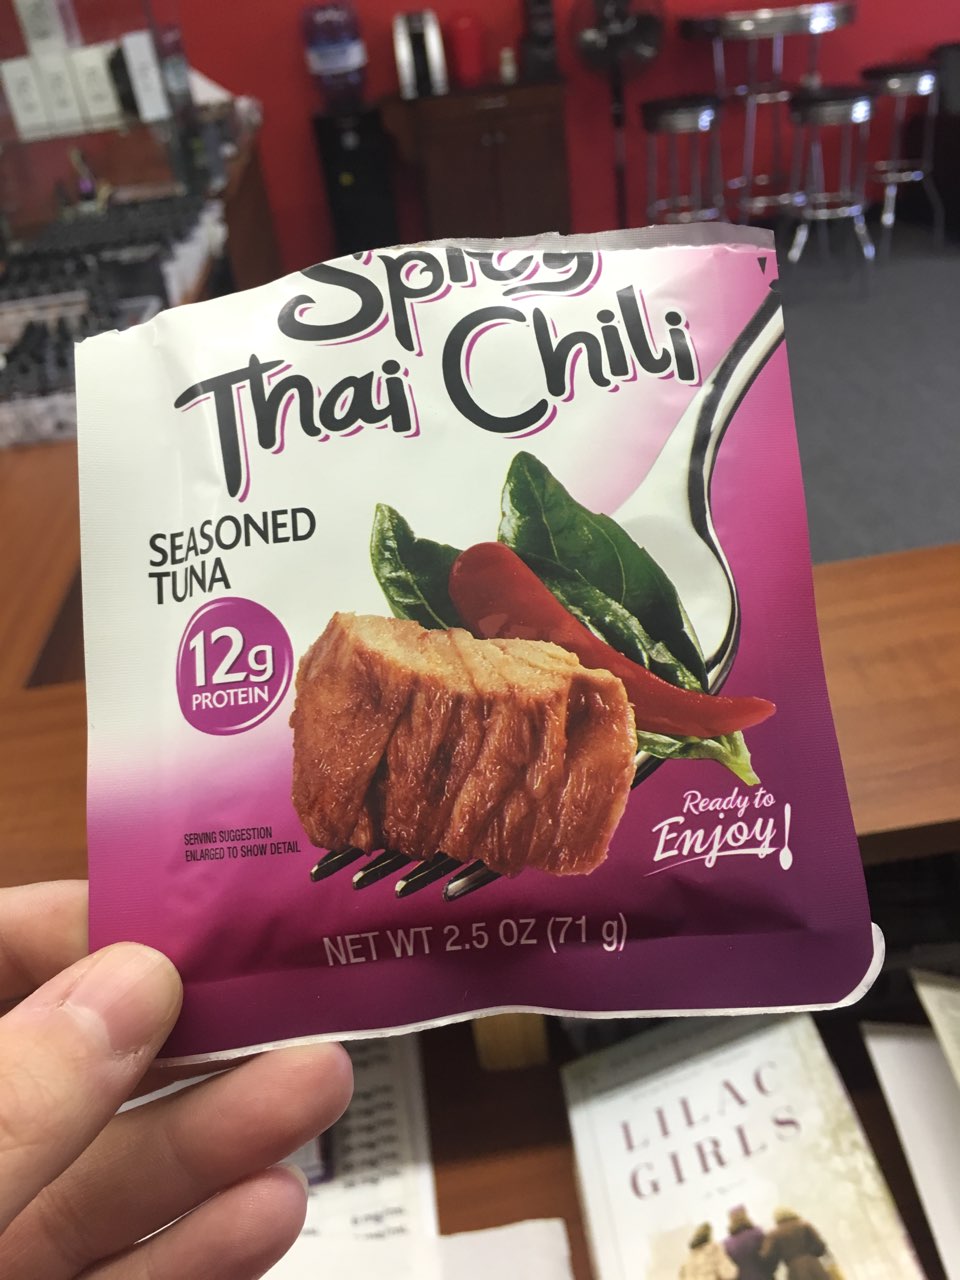 Spicy
Thai Chili
SEASONED
TUNA
12g
PROTEIN
SERVING SUGGESTION
ENLARGED TO SHOW DETAIL
Ready to
Enjoy!
NET WT 2.5 OZ (71 g)
LILAC
GIRLS